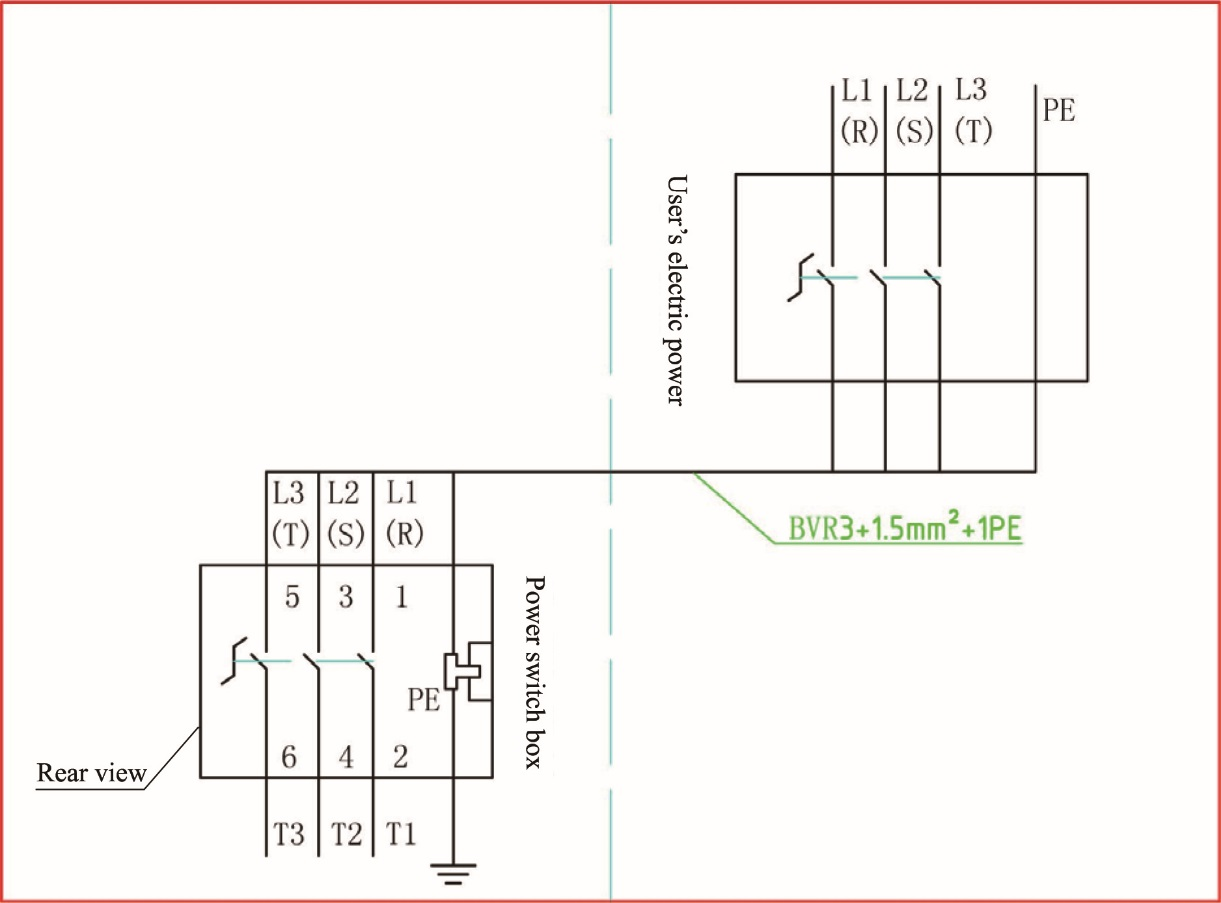 L1 L2 L3 PE
(R) (S) (T)
User's electric power
BVR3+1.5mm²+1PE
L3 L2 L1
(T) (S) (R)
5 3 1
PE
6 4 2
Power switch box
Rear view
T3 T2 T1